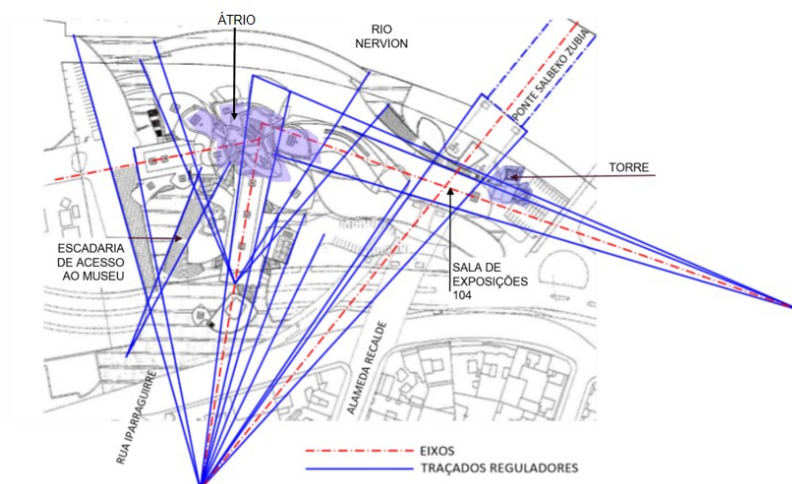 ÁTRIO
RIO
NERVION
PONTE SALBEKO ZUBIA
TORRE
ESCADARIA
DE ACESSO
AO MUSEU
SALA DE
EXPOSIÇÕES
104
RUA IPARRAGUIRRE
ALAMEDA RECALDE
EIXOS
TRAÇADOS REGULADORES